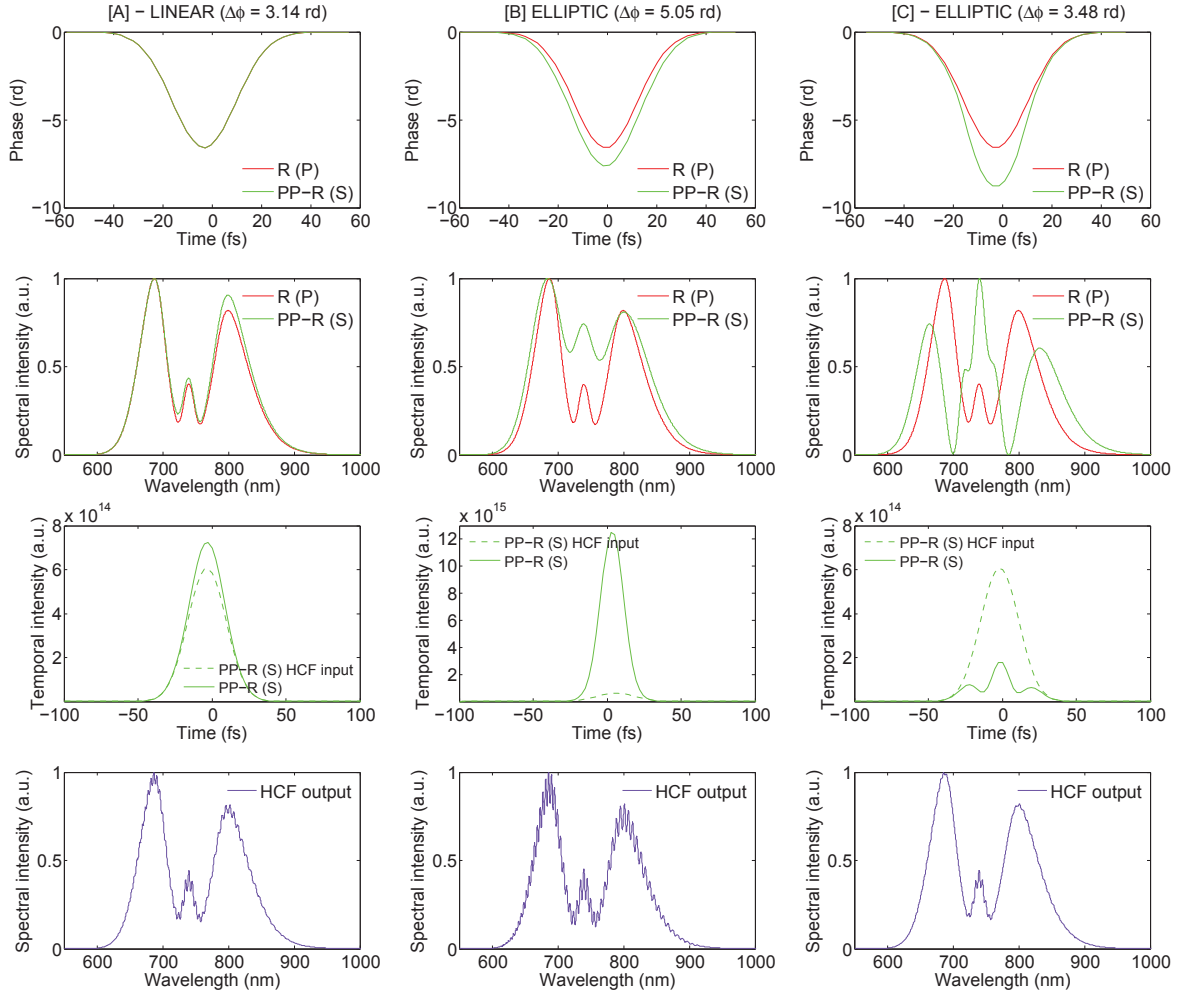 [A] − LINEAR (Δϕ = 3.14 rd)
[B] ELLIPTIC (Δϕ = 5.05 rd)
[C] − ELLIPTIC (Δϕ = 3.48 rd)
0
−5
−10
Phase (rd)
R (P)
PP−R (S)
−60 −40 −20 0 20 40 60
Time (fs)
0
−5
−10
Phase (rd)
R (P)
PP−R (S)
−60 −40 −20 0 20 40 60
Time (fs)
0
−5
−10
Phase (rd)
R (P)
PP−R (S)
−60 −40 −20 0 20 40 60
Time (fs)
1
0.5
0
Spectral intensity (a.u.)
R (P)
PP−R (S)
600 700 800 900 1000
Wavelength (nm)
1
0.5
0
Spectral intensity (a.u.)
R (P)
PP−R (S)
600 700 800 900 1000
Wavelength (nm)
1
0.5
0
Spectral intensity (a.u.)
R (P)
PP−R (S)
600 700 800 900 1000
Wavelength (nm)
x 10^14
8
6
4
2
Temporal intensity (a.u.)
PP−R (S) HCF input
PP−R (S)
−100 −50 0 50 100
Time (fs)
x 10^15
12
10
8
6
4
2
Temporal intensity (a.u.)
PP−R (S) HCF input
PP−R (S)
−100 −50 0 50 100
Time (fs)
x 10^14
8
6
4
2
Temporal intensity (a.u.)
PP−R (S) HCF input
PP−R (S)
−100 −50 0 50 100
Time (fs)
1
0.5
0
Spectral intensity (a.u.)
HCF output
600 700 800 900 1000
Wavelength (nm)
1
0.5
0
Spectral intensity (a.u.)
HCF output
600 700 800 900 1000
Wavelength (nm)
1
0.5
0
Spectral intensity (a.u.)
HCF output
600 700 800 900 1000
Wavelength (nm)